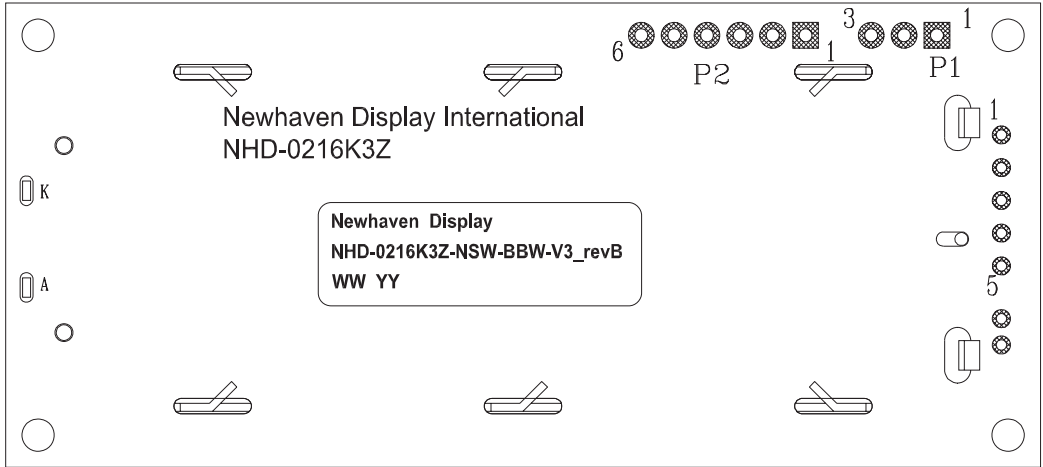 3 1
6 1
P2 P1
Newhaven Display International
NHD-0216K3Z
1
K
Newhaven Display
NHD-0216K3Z-NSW-BBW-V3_revB
WW YY
A
5